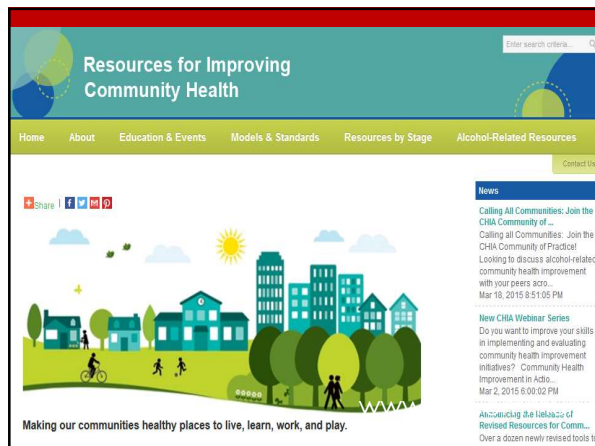 Resources for Improving
Community Health
Enter search criteria...
Home About Education & Events Models & Standards Resources by Stage Alcohol-Related Resources
Contact Us
Share
News
Calling All Communities: Join the
CHIA Community of ...
Calling all Communities: Join the
CHIA Community of Practice!
Looking to discuss alcohol-related
community health improvement
with your peers acro...
Mar 18, 2015 8:51:05 PM
New CHIA Webinar Series
Do you want to improve your skills
in implementing and evaluating
community health improvement
initiatives? Community Health
Improvement in Actio...
Mar 2, 2015 6:00:02 PM
www.
Making our communities healthy places to live, learn, work, and play.
Announcing the Release of
Revised Resources for Comm...
Over a dozen newly revised tools